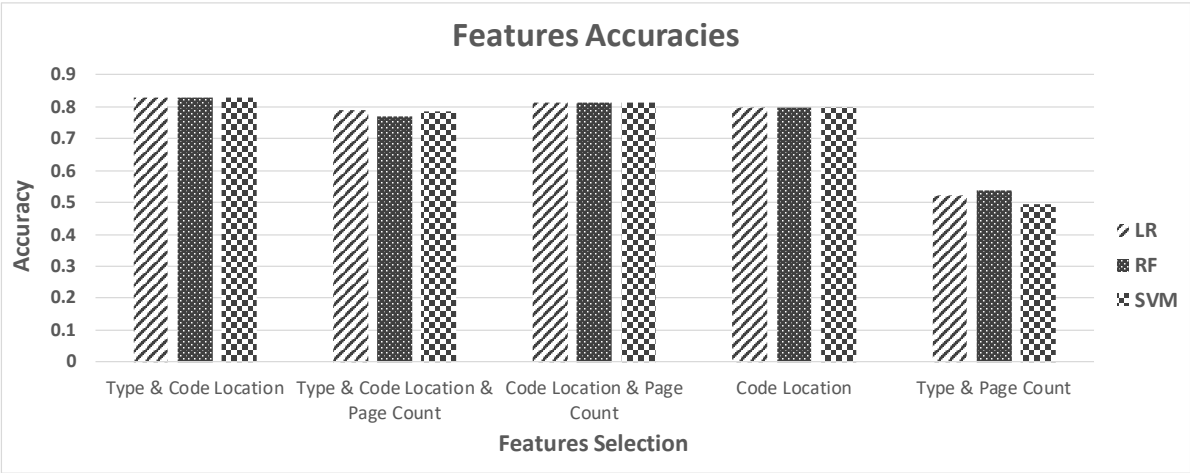 Features Accuracies
0.9
0.8
0.7
0.6
0.5
0.4
0.3
0.2
0.1
0
Accuracy
Type & Code Location
Type & Code Location &
Page Count
Code Location & Page
Count
Code Location
Type & Page Count
Features Selection
LR
RF
SVM